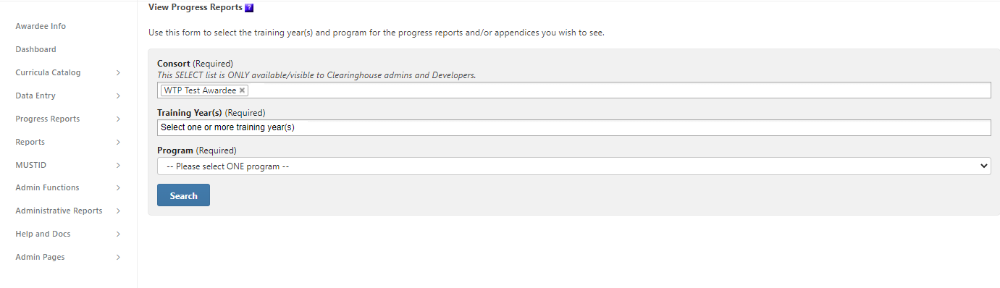 View Progress Reports ?
Awardee Info
Dashboard
Curricula Catalog
Data Entry
Progress Reports
Reports
MUSTID
Admin Functions
Administrative Reports
Help and Docs
Admin Pages
Use this form to select the training year(s) and program for the progress reports and/or appendices you wish to see.
Consort (Required)
This SELECT list is ONLY available/visible to Clearinghouse admins and Developers.
WTP Test Awardee ×
Training Year(s) (Required)
Select one or more training year(s)
Program (Required)
-- Please select ONE program --
Search